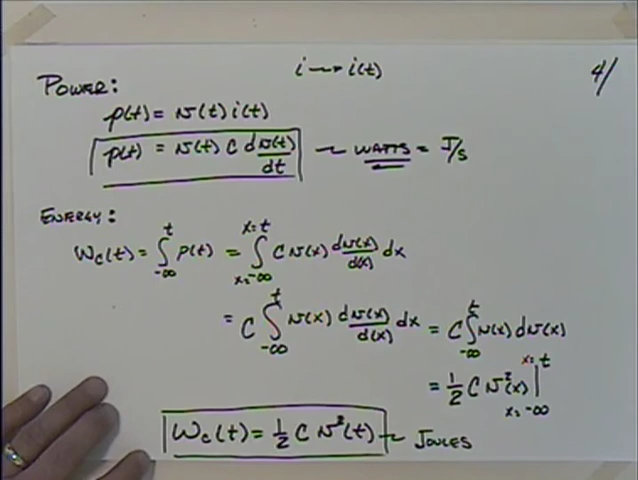 i → i(t)
4/
POWER:
p(t) = v(t) i(t)
p(t) = v(t) C dv(t)/dt ~ WATTS = J/s
ENERGY:
Wc(t) = ∫_{-∞}^{t} p(t) = ∫_{x=-∞}^{x=t} C v(x) dv(x)/d(x) dx
= C ∫_{-∞}^{t} v(x) dv(x)/d(x) dx = C ∫_{-∞}^{t} v(x) dv(x)
= 1/2 C v²(x) |_{x=-∞}^{x=t}
Wc(t) = 1/2 C v²(t) ~ JOULES